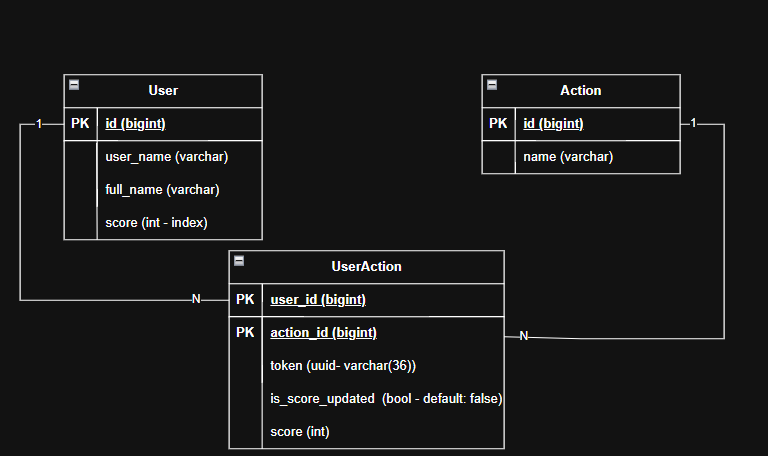 User
PK id (bigint)
user_name (varchar)
full_name (varchar)
score (int - index)
1
Action
PK id (bigint)
name (varchar)
1
UserAction
PK user_id (bigint)
PK action_id (bigint)
token (uuid- varchar(36))
is_score_updated (bool - default: false)
score (int)
N
N